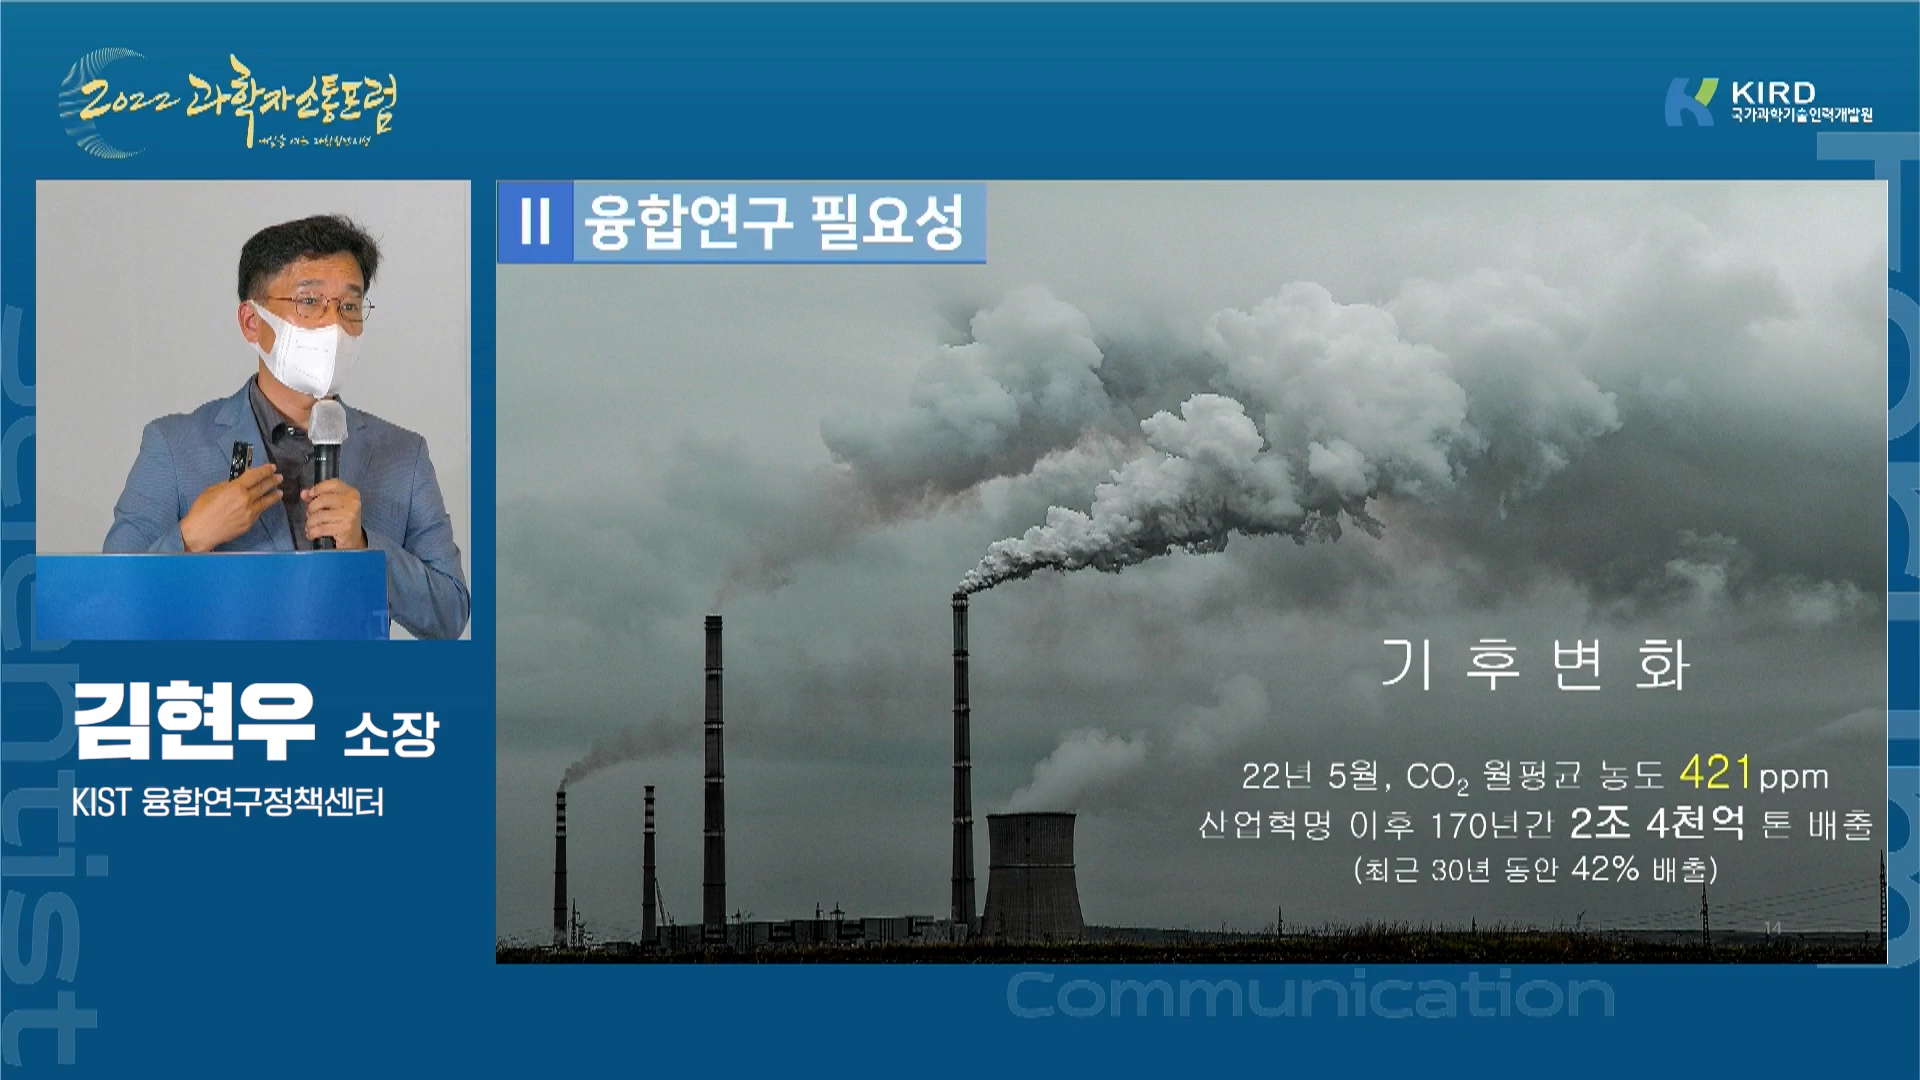 2022 과학자소통포럼
KIRD
국가과학기술인력개발원
II 융합연구 필요성
기후변화
22년 5월, CO₂ 월평균 농도 421ppm
산업혁명 이후 170년간 2조 4천억 톤 배출
(최근 30년 동안 42% 배출)
14
김현우 소장
KIST 융합연구정책센터
Scientist
Forum
Communication